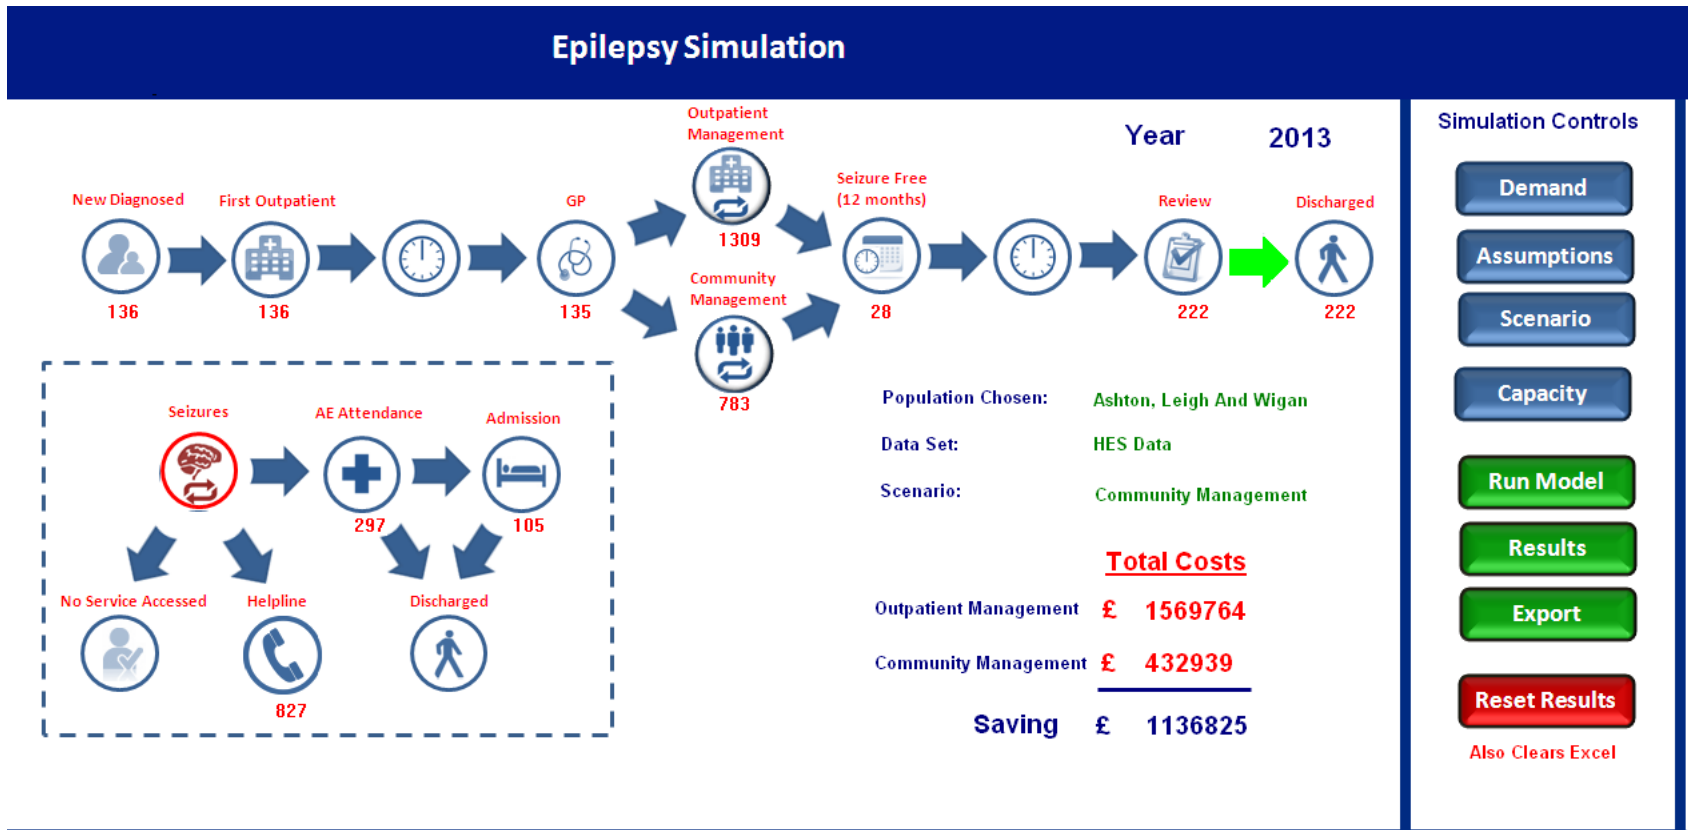 Epilepsy Simulation
Outpatient
Management
Year 2013
Simulation Controls
New Diagnosed
First Outpatient
GP
Seizure Free
(12 months)
Review
Discharged
1309
136
136
135
Community
Management
28
222
222
783
Seizures
AE Attendance
Admission
297
105
No Service Accessed
Helpline
Discharged
827
Population Chosen: Ashton, Leigh And Wigan
Data Set: HES Data
Scenario: Community Management
Total Costs
Outpatient Management £ 1569764
Community Management £ 432939
Saving £ 1136825
Demand
Assumptions
Scenario
Capacity
Run Model
Results
Export
Reset Results
Also Clears Excel